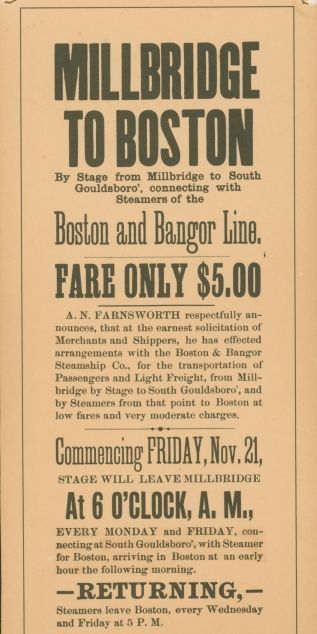 MILLBRIDGE
TO BOSTON
By Stage from Millbridge to South
Gouldsboro', connecting with
Steamers of the
Boston and Bangor Line.
FARE ONLY $5.00
A. N. FARNSWORTH respectfully an-
nounces, that at the earnest solicitation of
Merchants and Shippers, he has effected
arrangements with the Boston & Bangor
Steamship Co., for the transportation of
Passengers and Light Freight, from Mill-
bridge by Stage to South Gouldsboro', and
by Steamers from that point to Boston at
low fares and very moderate charges.
Commencing FRIDAY, Nov. 21,
STAGE WILL LEAVE MILLBRIDGE
At 6 O'CLOCK, A. M.,
EVERY MONDAY and FRIDAY, con-
necting at South Gouldsboro', with Steamer
for Boston, arriving in Boston at an early
hour the following morning.
—RETURNING,—
Steamers leave Boston, every Wednesday
and Friday at 5 P. M.